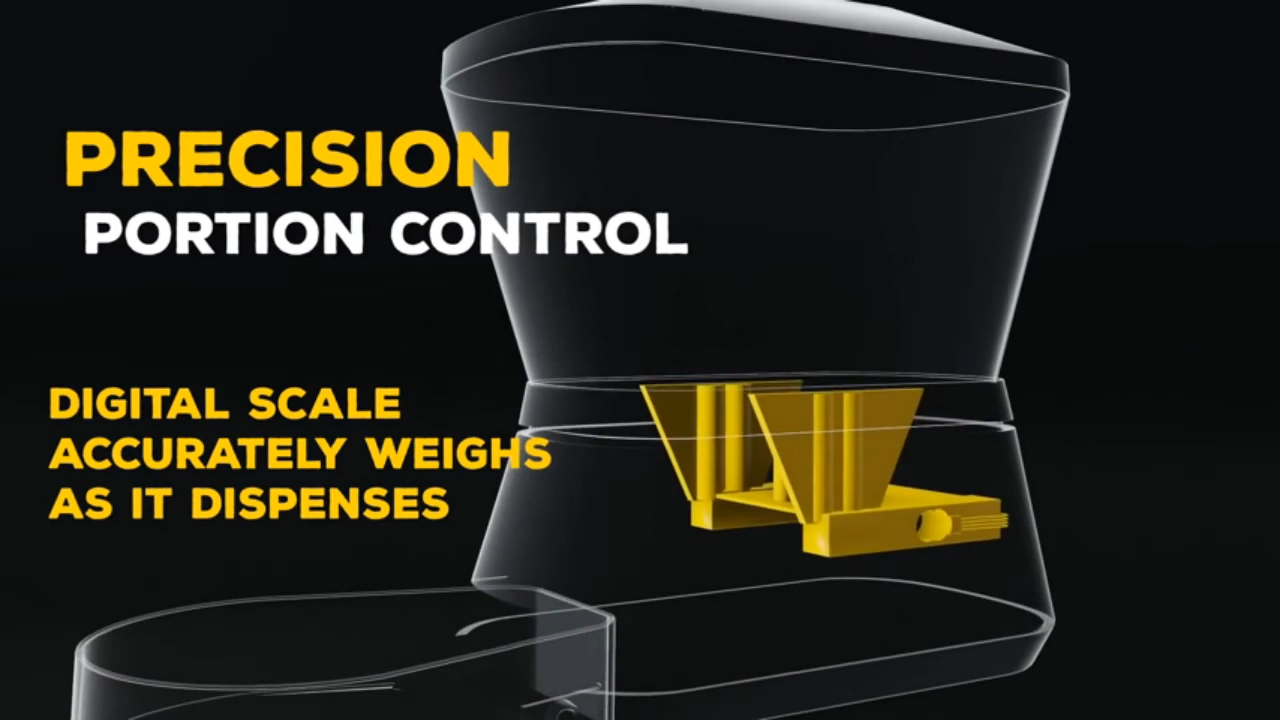 PRECISION
PORTION CONTROL
DIGITAL SCALE
ACCURATELY WEIGHS
AS IT DISPENSES